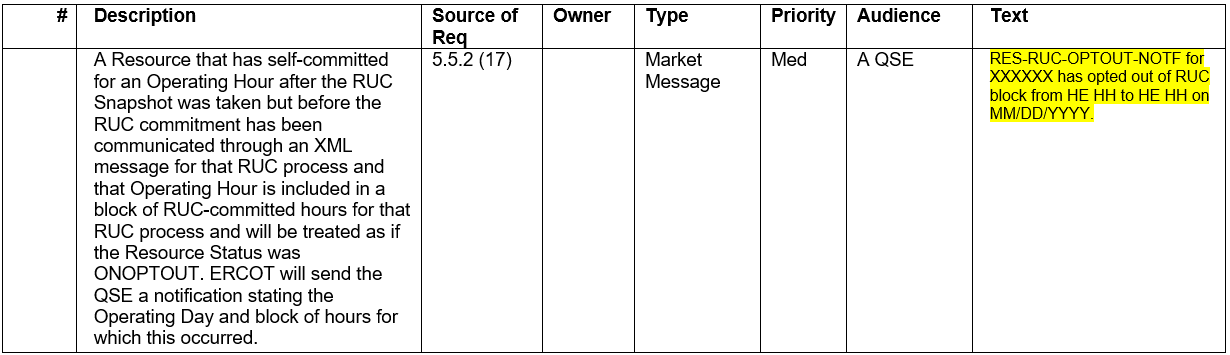 # Description Source of Req Owner Type Priority Audience Text
A Resource that has self-committed
for an Operating Hour after the RUC
Snapshot was taken but before the
RUC commitment has been
communicated through an XML
message for that RUC process and
that Operating Hour is included in a
block of RUC-committed hours for that
RUC process and will be treated as if
the Resource Status was
ONOPTOUT. ERCOT will send the
QSE a notification stating the
Operating Day and block of hours for
which this occurred.
5.5.2 (17)
Market
Message
Med
A QSE
RES-RUC-OPTOUT-NOTF for
XXXXXX has opted out of RUC
block from HE HH to HE HH on
MM/DD/YYYY.